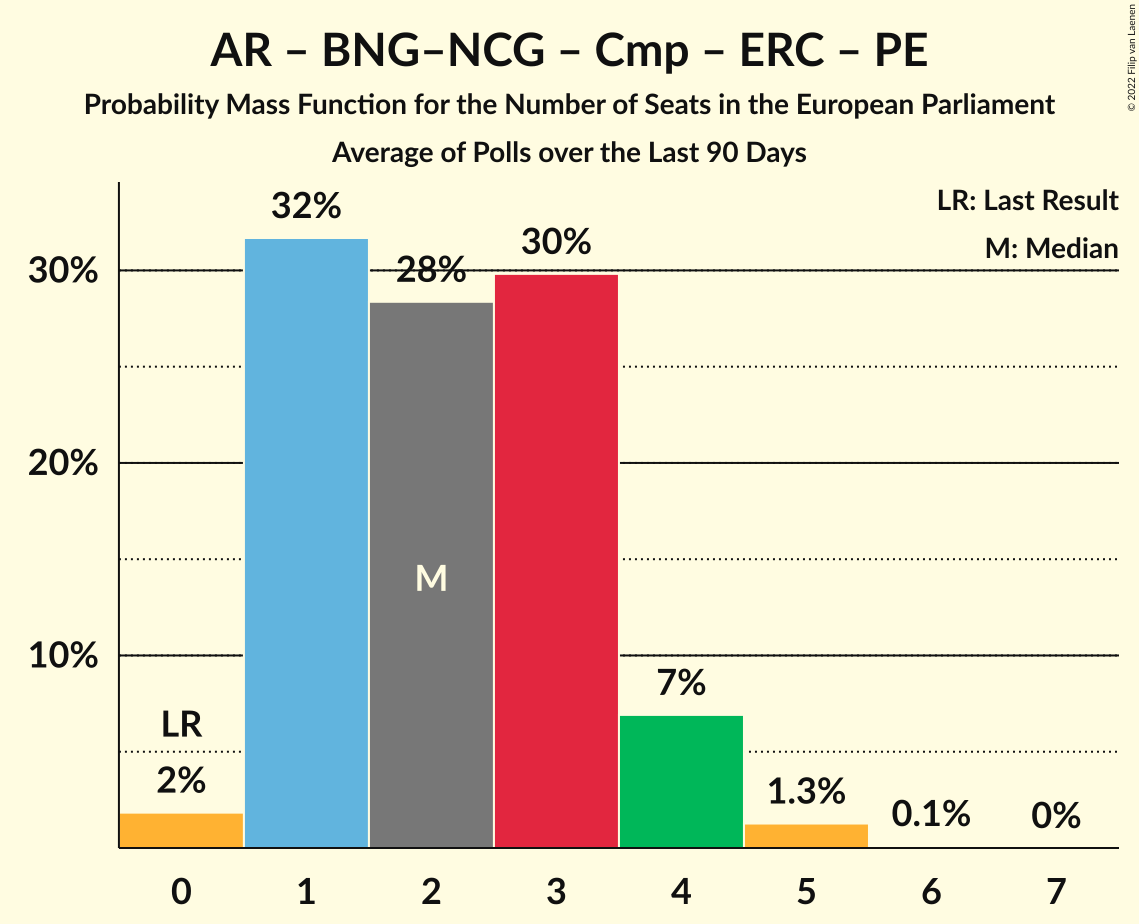 AR – BNG–NCG – Cmp – ERC – PE
Probability Mass Function for the Number of Seats in the European Parliament
Average of Polls over the Last 90 Days
© 2022 Filip van Laenen
LR: Last Result
M: Median
32%
28%
30%
30%
20%
10%
M
7%
LR
2%
1.3%
0.1%
0%
0 1 2 3 4 5 6 7